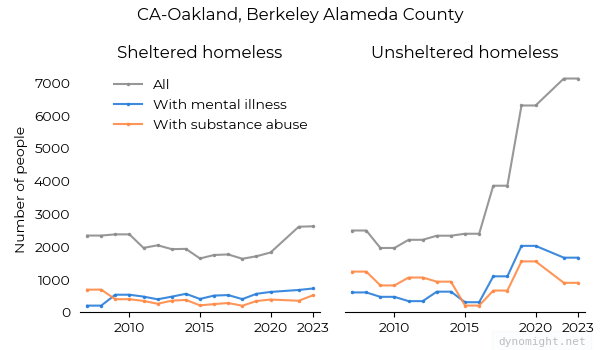 CA-Oakland, Berkeley Alameda County
Sheltered homeless
Unsheltered homeless
Number of people
7000
6000
5000
4000
3000
2000
1000
0
All
With mental illness
With substance abuse
2010 2015 2020 2023
2010 2015 2020 2023
dynomight.net